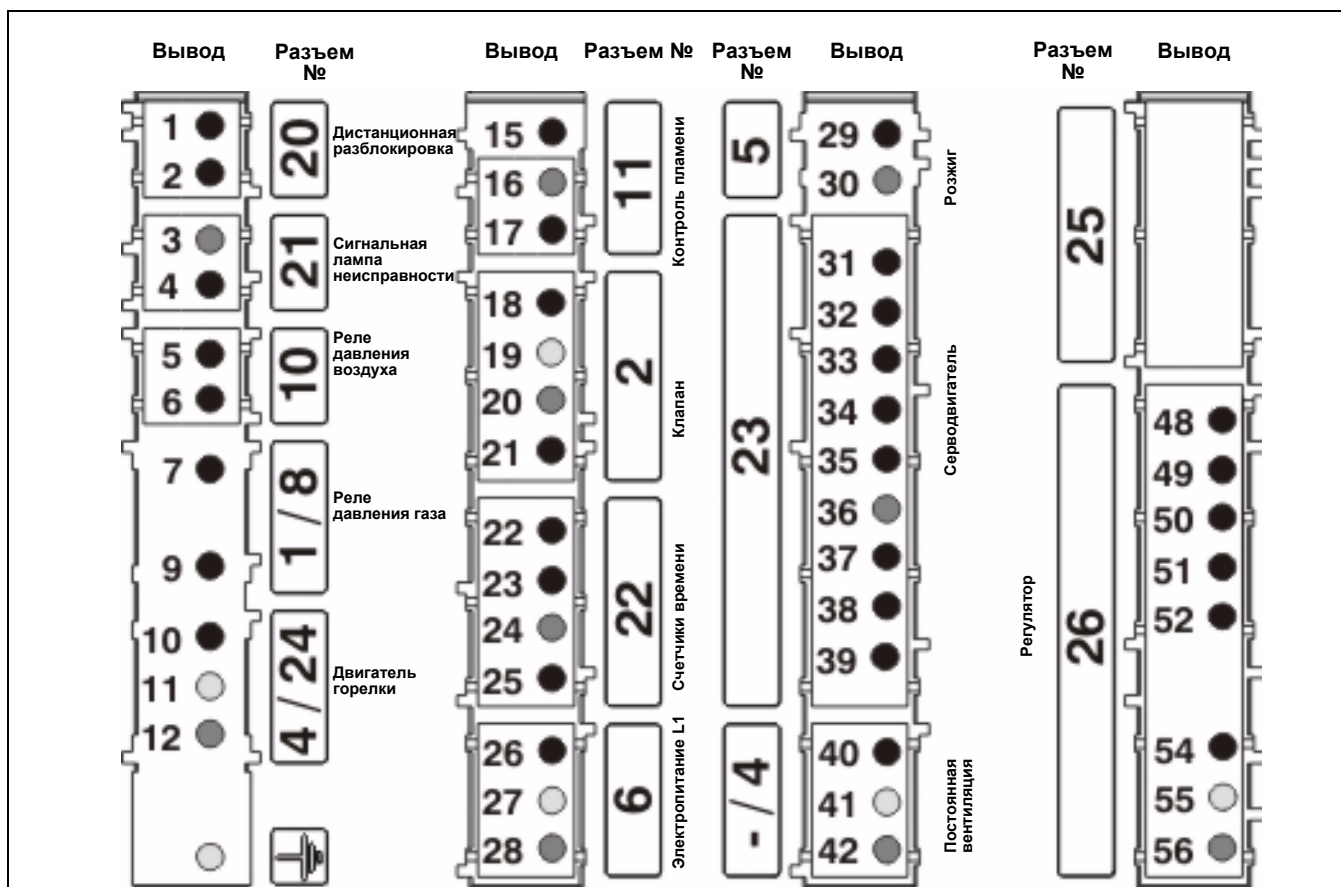 Вывод
Разъем
№
1
2
20
Дистанционная
разблокировка
3
4
21
Сигнальная
лампа
неисправности
5
6
10
Реле
давления
воздуха
7
9
1 / 8
Реле
давления газа
10
11
12
4 / 24
Двигатель
горелки
Вывод
Разъем №
15
16
17
11
Контроль пламени
18
19
20
21
2
Клапан
22
23
24
25
22
Счетчики времени
26
27
28
6
Электропитание L1
Разъем
№
Вывод
5
29
30
Розжиг
23
31
32
33
34
35
36
37
38
39
Серводвигатель
- / 4
40
41
42
Постоянная
вентиляция
Разъем
№
Вывод
25
Регулятор
26
48
49
50
51
52
54
55
56